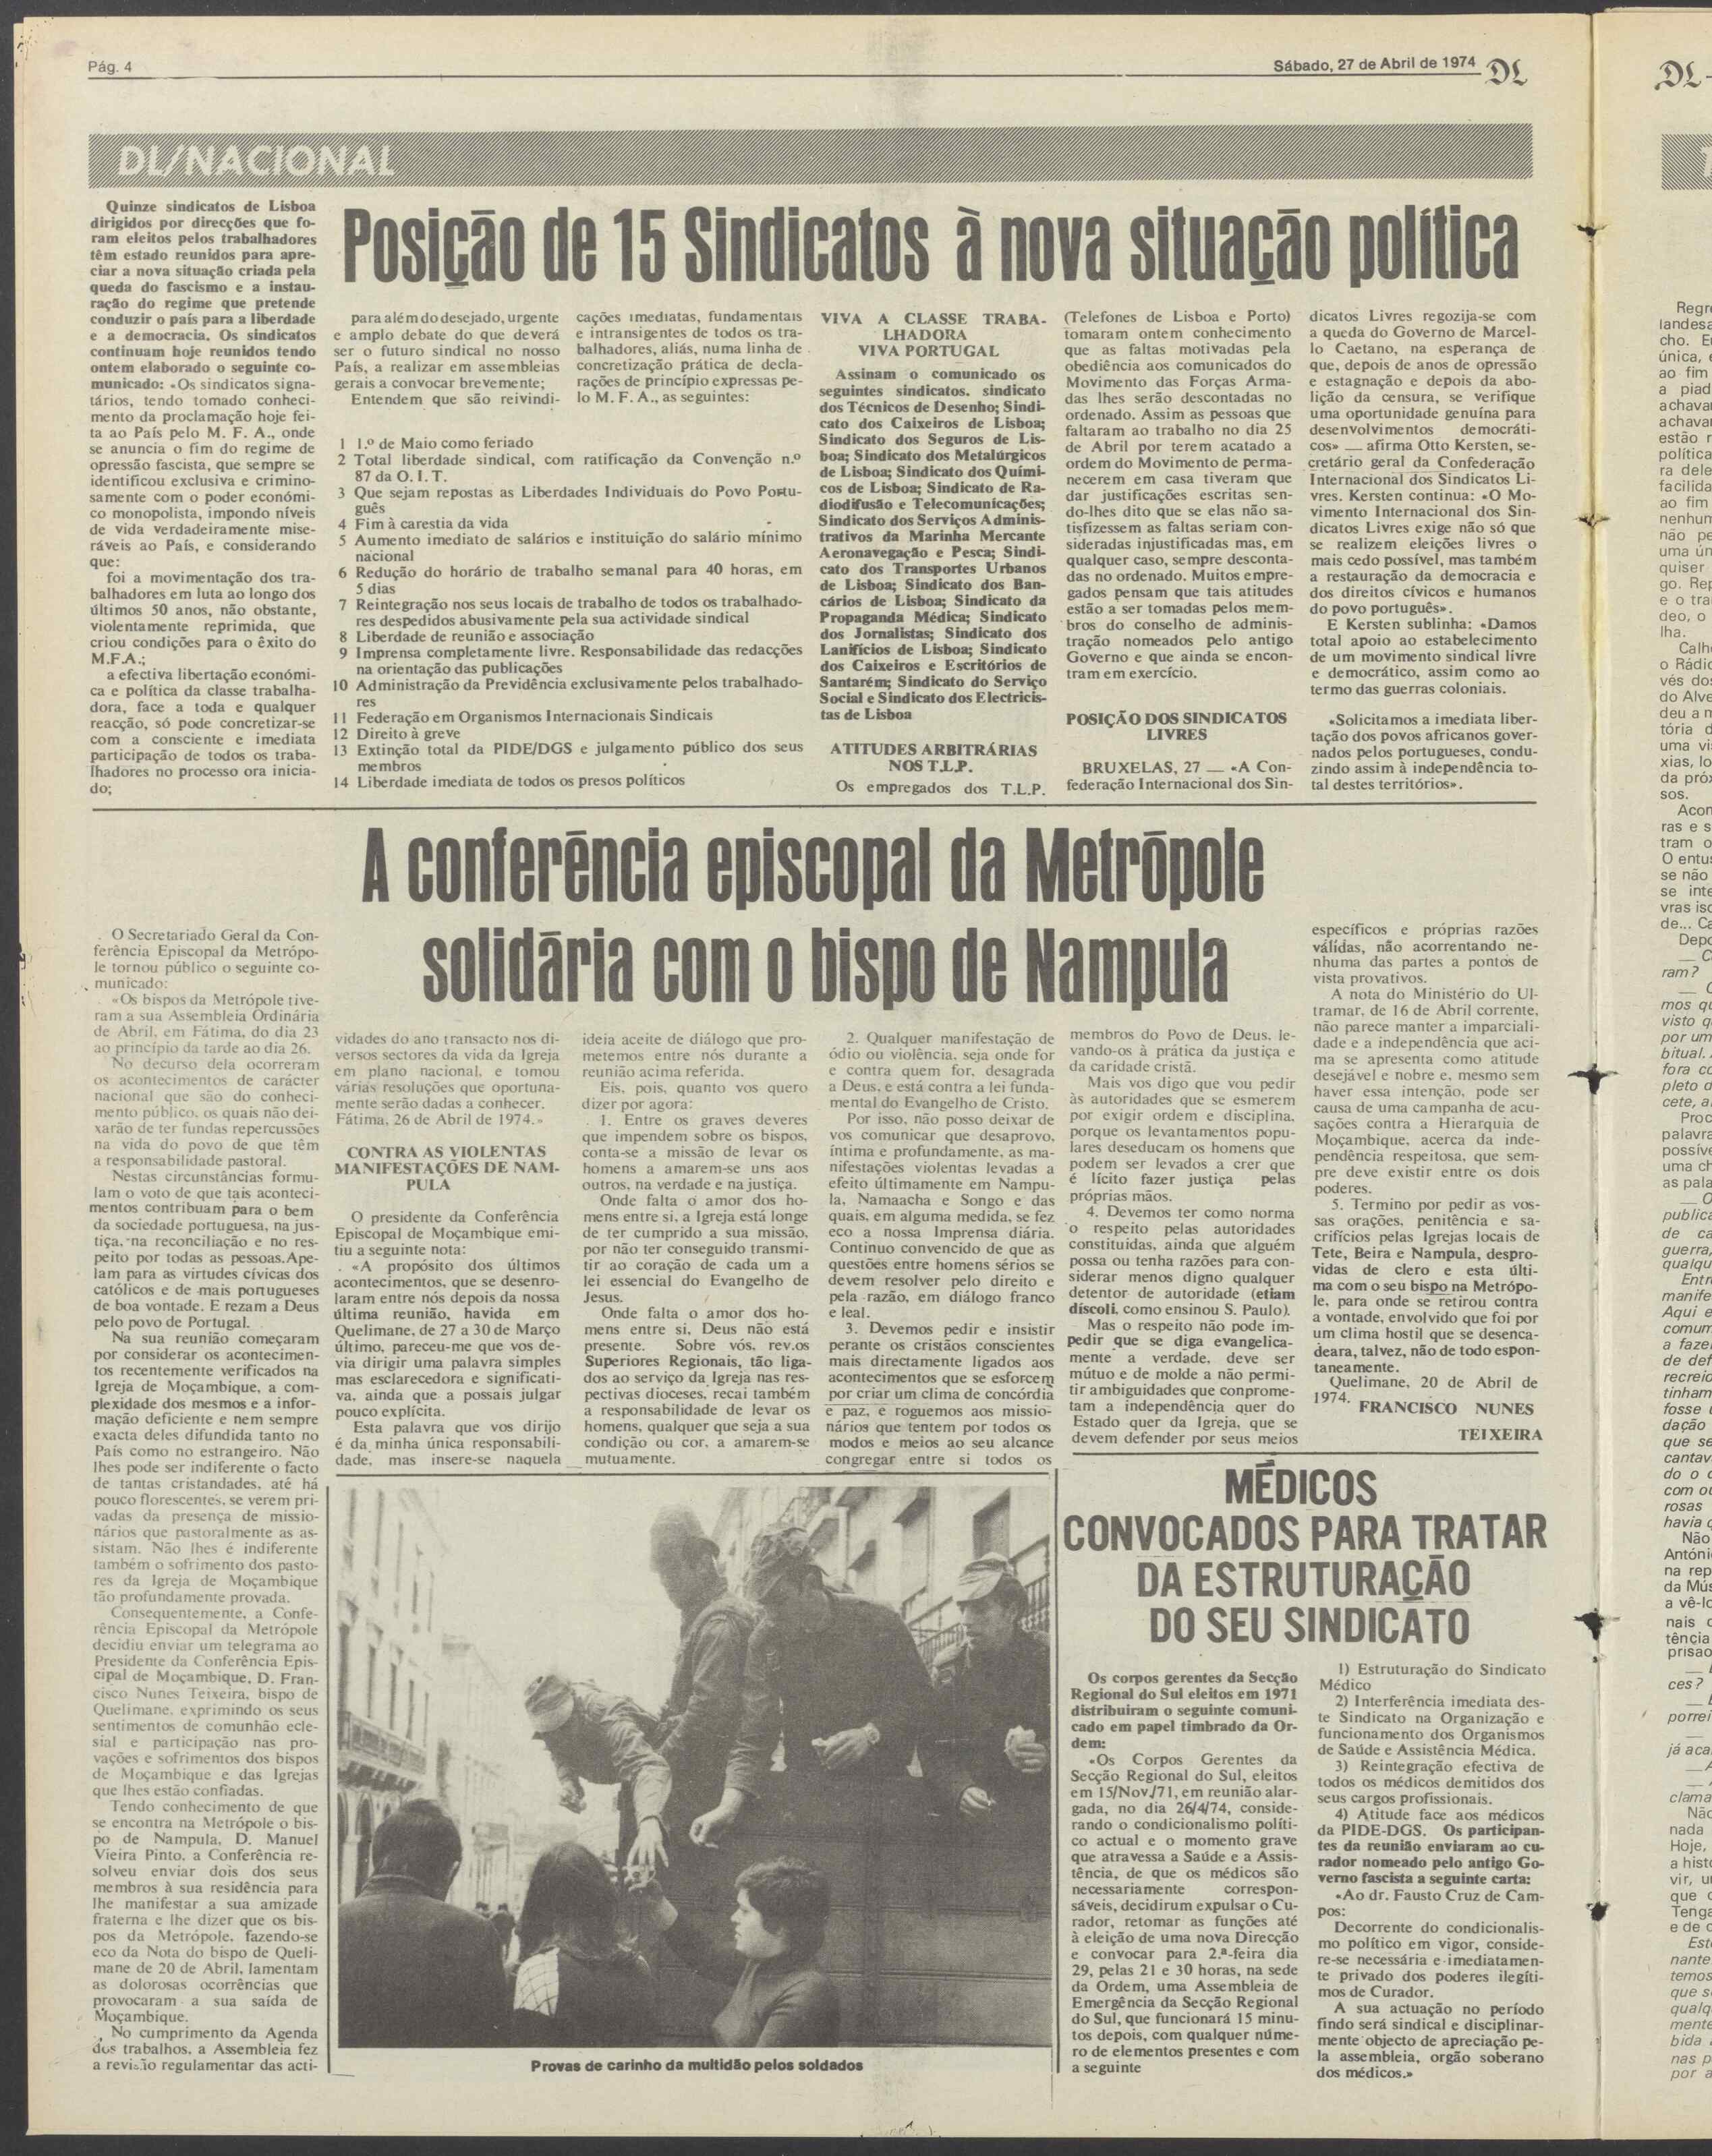 Pág. 4
Sábado, 27 de Abril de 1974 DL
DL/NACIONAL
Posição de 15 Sindicatos à nova situação política
Quinze sindicatos de Lisboa
dirigidos por direcções que fo-
ram eleitos pelos trabalhadores
têm estado reunidos para apre-
ciar a nova situação criada pela
queda do fascismo e a instau-
ração do regime que pretende
conduzir o país para a liberdade
e a democracia. Os sindicatos
continuam hoje reunidos tendo
ontem elaborado o seguinte co-
municado: «Os sindicatos signa-
tários, tendo tomado conheci-
mento da proclamação hoje fei-
ta ao País pelo M. F. A., onde
se anuncia o fim do regime de
opressão fascista, que sempre se
identificou exclusiva e crimino-
samente com o poder económi-
co monopolista, impondo níveis
de vida verdadeiramente mise-
ráveis ao País, e considerando
que:
foi a movimentação dos tra-
balhadores em luta ao longo dos
últimos 50 anos, não obstante,
violentamente reprimida, que
criou condições para o êxito do
M.F.A.;
a efectiva libertação económi-
ca e política da classe trabalha-
dora, face a toda e qualquer
reacção, só pode concretizar-se
com a consciente e imediata
participação de todos os traba-
lhadores no processo ora inicia-
do;
para além do desejado, urgente
e amplo debate do que deverá
ser o futuro sindical no nosso
País, a realizar em assembleias
gerais a convocar brevemente;
Entendem que são reivindi-
cações imediatas, fundamentais
e intransigentes de todos os tra-
balhadores, aliás, numa linha de
concretização prática de decla-
rações de princípio expressas pe-
lo M. F. A., as seguintes:
1 1.º de Maio como feriado
2 Total liberdade sindical, com ratificação da Convenção n.º
87 da O. I. T.
3 Que sejam repostas as Liberdades Individuais do Povo Portu-
guês
4 Fim à carestia da vida
5 Aumento imediato de salários e instituição do salário mínimo
nacional
6 Redução do horário de trabalho semanal para 40 horas, em
5 dias
7 Reintegração nos seus locais de trabalho de todos os trabalhado-
res despedidos abusivamente pela sua actividade sindical
8 Liberdade de reunião e associação
9 Imprensa completamente livre. Responsabilidade das redacções
na orientação das publicações
10 Administração da Previdência exclusivamente pelos trabalhado-
res
11 Federação em Organismos Internacionais Sindicais
12 Direito à greve
13 Extinção total da PIDE/DGS e julgamento público dos seus
membros
14 Liberdade imediata de todos os presos políticos
VIVA A CLASSE TRABA-
LHADORA
VIVA PORTUGAL
Assinam o comunicado os
seguintes sindicatos, sindicato
dos Técnicos de Desenho; Sindi-
cato dos Caixeiros de Lisboa;
Sindicato dos Seguros de Lis-
boa; Sindicato dos Metalúrgicos
de Lisboa; Sindicato dos Quími-
cos de Lisboa; Sindicato de Ra-
diodifusão e Telecomunicações;
Sindicato dos Serviços Adminis-
trativos da Marinha Mercante
Aeronavegação e Pesca; Sindi-
cato dos Transportes Urbanos
de Lisboa; Sindicato dos Ban-
cários de Lisboa; Sindicato da
Propaganda Médica; Sindicato
dos Jornalistas; Sindicato dos
Lanifícios de Lisboa; Sindicato
dos Caixeiros e Escritórios de
Santarém; Sindicato do Serviço
Social e Sindicato dos Electricis-
tas de Lisboa
ATITUDES ARBITRÁRIAS
NOS T.L.P.
Os empregados dos T.L.P.
(Telefones de Lisboa e Porto)
tomaram ontem conhecimento
que as faltas motivadas pela
obediência aos comunicados do
Movimento das Forças Arma-
das lhes serão descontadas no
ordenado. Assim as pessoas que
faltaram ao trabalho no dia 25
de Abril por terem acatado a
ordem do Movimento de perma-
necerem em casa tiveram que
dar justificações escritas sen-
do-lhes dito que se elas não sa-
tisfizessem as faltas seriam con-
sideradas injustificadas mas, em
qualquer caso, sempre desconta-
das no ordenado. Muitos empre-
gados pensam que tais atitudes
estão a ser tomadas pelos mem-
bros do conselho de adminis-
tração nomeados pelo antigo
Governo e que ainda se encon-
tram em exercício.
POSIÇÃO DOS SINDICATOS
LIVRES
BRUXELAS, 27 — «A Con-
federação Internacional dos Sin-
dicatos Livres regozija-se com
a queda do Governo de Marcel-
lo Caetano, na esperança de
que, depois de anos de opressão
e estagnação e depois da abo-
lição da censura, se verifique
uma oportunidade genuína para
desenvolvimentos democráti-
cos» — afirma Otto Kersten, se-
cretário geral da Confederação
Internacional dos Sindicatos Li-
vres. Kersten continua: «O Mo-
vimento Internacional dos Sin-
dicatos Livres exige não só que
se realizem eleições livres o
mais cedo possível, mas também
a restauração da democracia e
dos direitos cívicos e humanos
do povo português».
E Kersten sublinha: «Damos
total apoio ao estabelecimento
de um movimento sindical livre
e democrático, assim como ao
termo das guerras coloniais.
«Solicitamos a imediata liber-
tação dos povos africanos gover-
nados pelos portugueses, condu-
zindo assim à independência to-
tal destes territórios».
A conferência episcopal da Metrópole
solidária com o bispo de Nampula
O Secretariado Geral da Con-
ferência Episcopal da Metrópo-
le tornou público o seguinte co-
municado:
«Os bispos da Metrópole tive-
ram a sua Assembleia Ordinária
de Abril, em Fátima, do dia 23
ao princípio da tarde ao dia 26.
No decurso dela ocorreram
os acontecimentos de carácter
nacional que são do conheci-
mento público, os quais não dei-
xarão de ter fundas repercussões
na vida do povo de que têm
a responsabilidade pastoral.
Nestas circunstâncias formu-
lam o voto de que tais aconteci-
mentos contribuam para o bem
da sociedade portuguesa, na jus-
tiça, na reconciliação e no res-
peito por todas as pessoas. Ape-
lam para as virtudes cívicas dos
católicos e de mais portugueses
de boa vontade. E rezam a Deus
pelo povo de Portugal.
Na sua reunião começaram
por considerar os acontecimen-
tos recentemente verificados na
Igreja de Moçambique, a com-
plexidade dos mesmos e a infor-
mação deficiente e nem sempre
exacta deles difundida tanto no
País como no estrangeiro. Não
lhes pode ser indiferente o facto
de tantas cristandades, até há
pouco florescentes, se verem pri-
vadas da presença de missio-
nários que pastoralmente as as-
sistam. Não lhes é indiferente
também o sofrimento dos pasto-
res da Igreja de Moçambique
tão profundamente provada.
Consequentemente, a Confe-
rência Episcopal da Metrópole
decidiu enviar um telegrama ao
Presidente da Conferência Epis-
cipal de Moçambique, D. Fran-
cisco Nunes Teixeira, bispo de
Quelimane, exprimindo os seus
sentimentos de comunhão ecle-
sial e participação nas pro-
vações e sofrimentos dos bispos
de Moçambique e das Igrejas
que lhes estão confiadas.
Tendo conhecimento de que
se encontra na Metrópole o bis-
po de Nampula, D. Manuel
Vieira Pinto, a Conferência re-
solveu enviar dois dos seus
membros à sua residência para
lhe manifestar a sua amizade
fraterna e lhe dizer que os bis-
pos da Metrópole, fazendo-se
eco da Nota do bispo de Queli-
mane de 20 de Abril, lamentam
as dolorosas ocorrências que
provocaram a sua saída de
Moçambique.
No cumprimento da Agenda
dos trabalhos, a Assembleia fez
a revisão regulamentar das acti-
vidades do ano transacto nos di-
versos sectores da vida da Igreja
em plano nacional, e tomou
várias resoluções que oportuna-
mente serão dadas a conhecer.
Fátima, 26 de Abril de 1974.»
CONTRA AS VIOLENTAS
MANIFESTAÇÕES DE NAM-
PULA
O presidente da Conferência
Episcopal de Moçambique emi-
tiu a seguinte nota:
«A propósito dos últimos
acontecimentos, que se desenro-
laram entre nós depois da nossa
última reunião, havida em
Quelimane, de 27 a 30 de Março
último, pareceu-me que vos de-
via dirigir uma palavra simples
mas esclarecedora e significati-
va, ainda que a possais julgar
pouco explícita.
Esta palavra que vos dirijo
é da minha única responsabili-
dade, mas insere-se naquela
ideia aceite de diálogo que pro-
metemos entre nós durante a
reunião acima referida.
Eis, pois, quanto vos quero
dizer por agora:
1. Entre os graves deveres
que impendem sobre os bispos,
conta-se a missão de levar os
homens a amarem-se uns aos
outros, na verdade e na justiça.
Onde falta o amor dos ho-
mens entre si, a Igreja está longe
de ter cumprido a sua missão,
por não ter conseguido transmi-
tir ao coração de cada um a
lei essencial do Evangelho de
Jesus.
Onde falta o amor dos ho-
mens entre si, Deus não está
presente. Sobre vós, rev.os
Superiores Regionais, tão liga-
dos ao serviço da Igreja nas res-
pectivas dioceses, recai também
a responsabilidade de levar os
homens, qualquer que seja a sua
condição ou cor, a amarem-se
mutuamente.
2. Qualquer manifestação de
ódio ou violência, seja onde for
e contra quem for, desagrada
a Deus, e está contra a lei funda-
mental do Evangelho de Cristo.
Por isso, não posso deixar de
vos comunicar que desaprovo,
íntima e profundamente, as ma-
nifestações violentas levadas a
efeito últimamente em Nampu-
la, Namaacha e Songo e das
quais, em alguma medida, se fez
eco a nossa Imprensa diária.
Continuo convencido de que as
questões entre homens sérios se
devem resolver pelo direito e
pela razão, em diálogo franco
e leal.
3. Devemos pedir e insistir
perante os cristãos conscientes
mais directamente ligados aos
acontecimentos que se esforcem
por criar um clima de concórdia
e paz, e roguemos aos missio-
nários que tentem por todos os
modos e meios ao seu alcance
congregar entre si todos os
membros do Povo de Deus, le-
vando-os à prática da justiça e
da caridade cristã.
Mais vos digo que vou pedir
às autoridades que se esmerem
por exigir ordem e disciplina,
porque os levantamentos popu-
lares deseducam os homens que
podem ser levados a crer que
é lícito fazer justiça pelas
próprias mãos.
4. Devemos ter como norma
o respeito pelas autoridades
constituídas, ainda que alguém
possa ou tenha razões para con-
siderar menos digno qualquer
detentor de autoridade (etiam
díscoli, como ensinou S. Paulo).
Mas o respeito não pode im-
pedir que se diga evangelica-
mente a verdade, deve ser
mútuo e de molde a não permi-
tir ambiguidades que conprome-
tam a independência quer do
Estado quer da Igreja, que se
devem defender por seus meios
específicos e próprias razões
válidas, não acorrentando ne-
nhuma das partes a pontos de
vista provativos.
A nota do Ministério do Ul-
tramar, de 16 de Abril corrente,
não parece manter a imparciali-
dade e a independência que aci-
ma se apresenta como atitude
desejável e nobre e, mesmo sem
haver essa intenção, pode ser
causa de uma campanha de acu-
sações contra a Hierarquia de
Moçambique, acerca da inde-
pendência respeitosa, que sem-
pre deve existir entre os dois
poderes.
5. Termino por pedir as vos-
sas orações, penitência e sa-
crifícios pelas Igrejas locais de
Tete, Beira e Nampula, despro-
vidas de clero e esta últi-
ma com o seu bispo na Metrópo-
le, para onde se retirou contra
a vontade, envolvido que foi por
um clima hostil que se desenca-
deara, talvez, não de todo espon-
taneamente.
Quelimane, 20 de Abril de
1974.
FRANCISCO NUNES
TEIXEIRA
Provas de carinho da multidão pelos soldados
MÉDICOS
CONVOCADOS PARA TRATAR
DA ESTRUTURAÇÃO
DO SEU SINDICATO
Os corpos gerentes da Secção
Regional do Sul eleitos em 1971
distribuiram o seguinte comuni-
cado em papel timbrado da Or-
dem:
«Os Corpos Gerentes da
Secção Regional do Sul, eleitos
em 15/Nov./71, em reunião alar-
gada, no dia 26/4/74, conside-
rando o condicionalismo políti-
co actual e o momento grave
que atravessa a Saúde e a Assis-
tência, de que os médicos são
necessariamente correspon-
sáveis, decidirum expulsar o Cu-
rador, retomar as funções até
à eleição de uma nova Direcção
e convocar para 2.ª-feira dia
29, pelas 21 e 30 horas, na sede
da Ordem, uma Assembleia de
Emergência da Secção Regional
do Sul, que funcionará 15 minu-
tos depois, com qualquer núme-
ro de elementos presentes e com
a seguinte
1) Estruturação do Sindicato
Médico
2) Interferência imediata des-
te Sindicato na Organização e
funcionamento dos Organismos
de Saúde e Assistência Médica.
3) Reintegração efectiva de
todos os médicos demitidos dos
seus cargos profissionais.
4) Atitude face aos médicos
da PIDE-DGS. Os participan-
tes da reunião enviaram ao cu-
rador nomeado pelo antigo Go-
verno fascista a seguinte carta:
«Ao dr. Fausto Cruz de Cam-
pos:
Decorrente do condicionalis-
mo político em vigor, conside-
re-se necessária e imediatamen-
te privado dos poderes ilegíti-
mos de Curador.
A sua actuação no período
findo será sindical e disciplinar-
mente objecto de apreciação pe-
la assembleia, orgão soberano
dos médicos.»